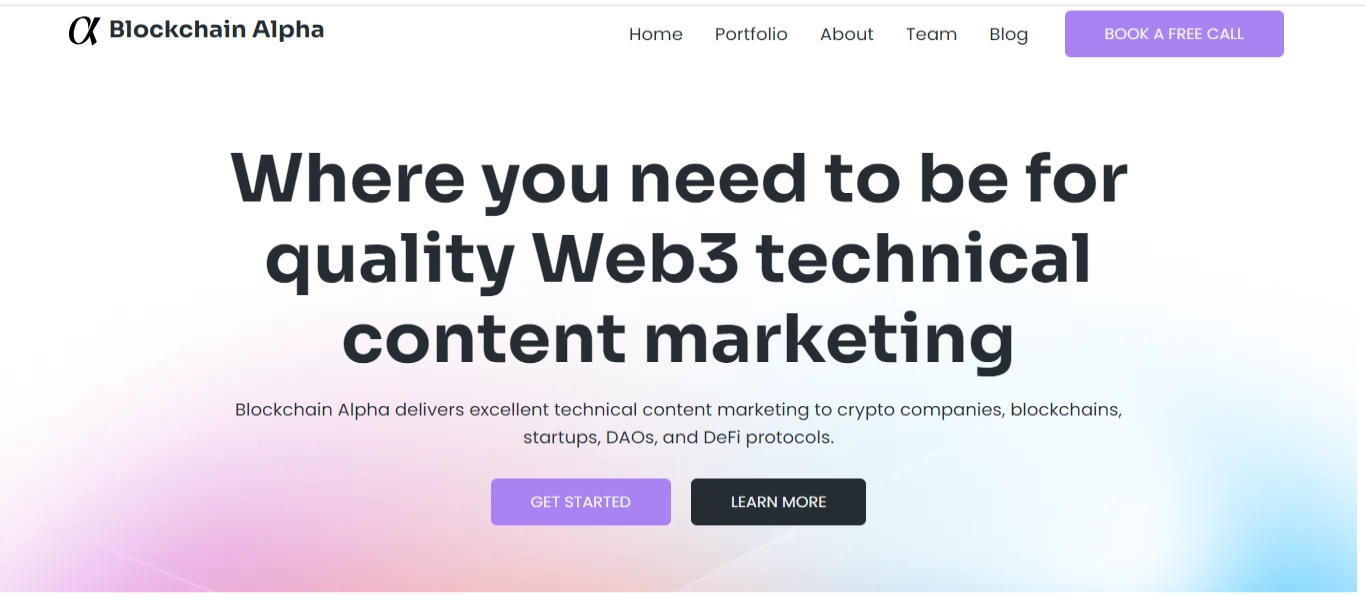 α Blockchain Alpha
Home Portfolio About Team Blog BOOK A FREE CALL
Where you need to be for
quality Web3 technical
content marketing
Blockchain Alpha delivers excellent technical content marketing to crypto companies, blockchains,
startups, DAOs, and DeFi protocols.
GET STARTED LEARN MORE